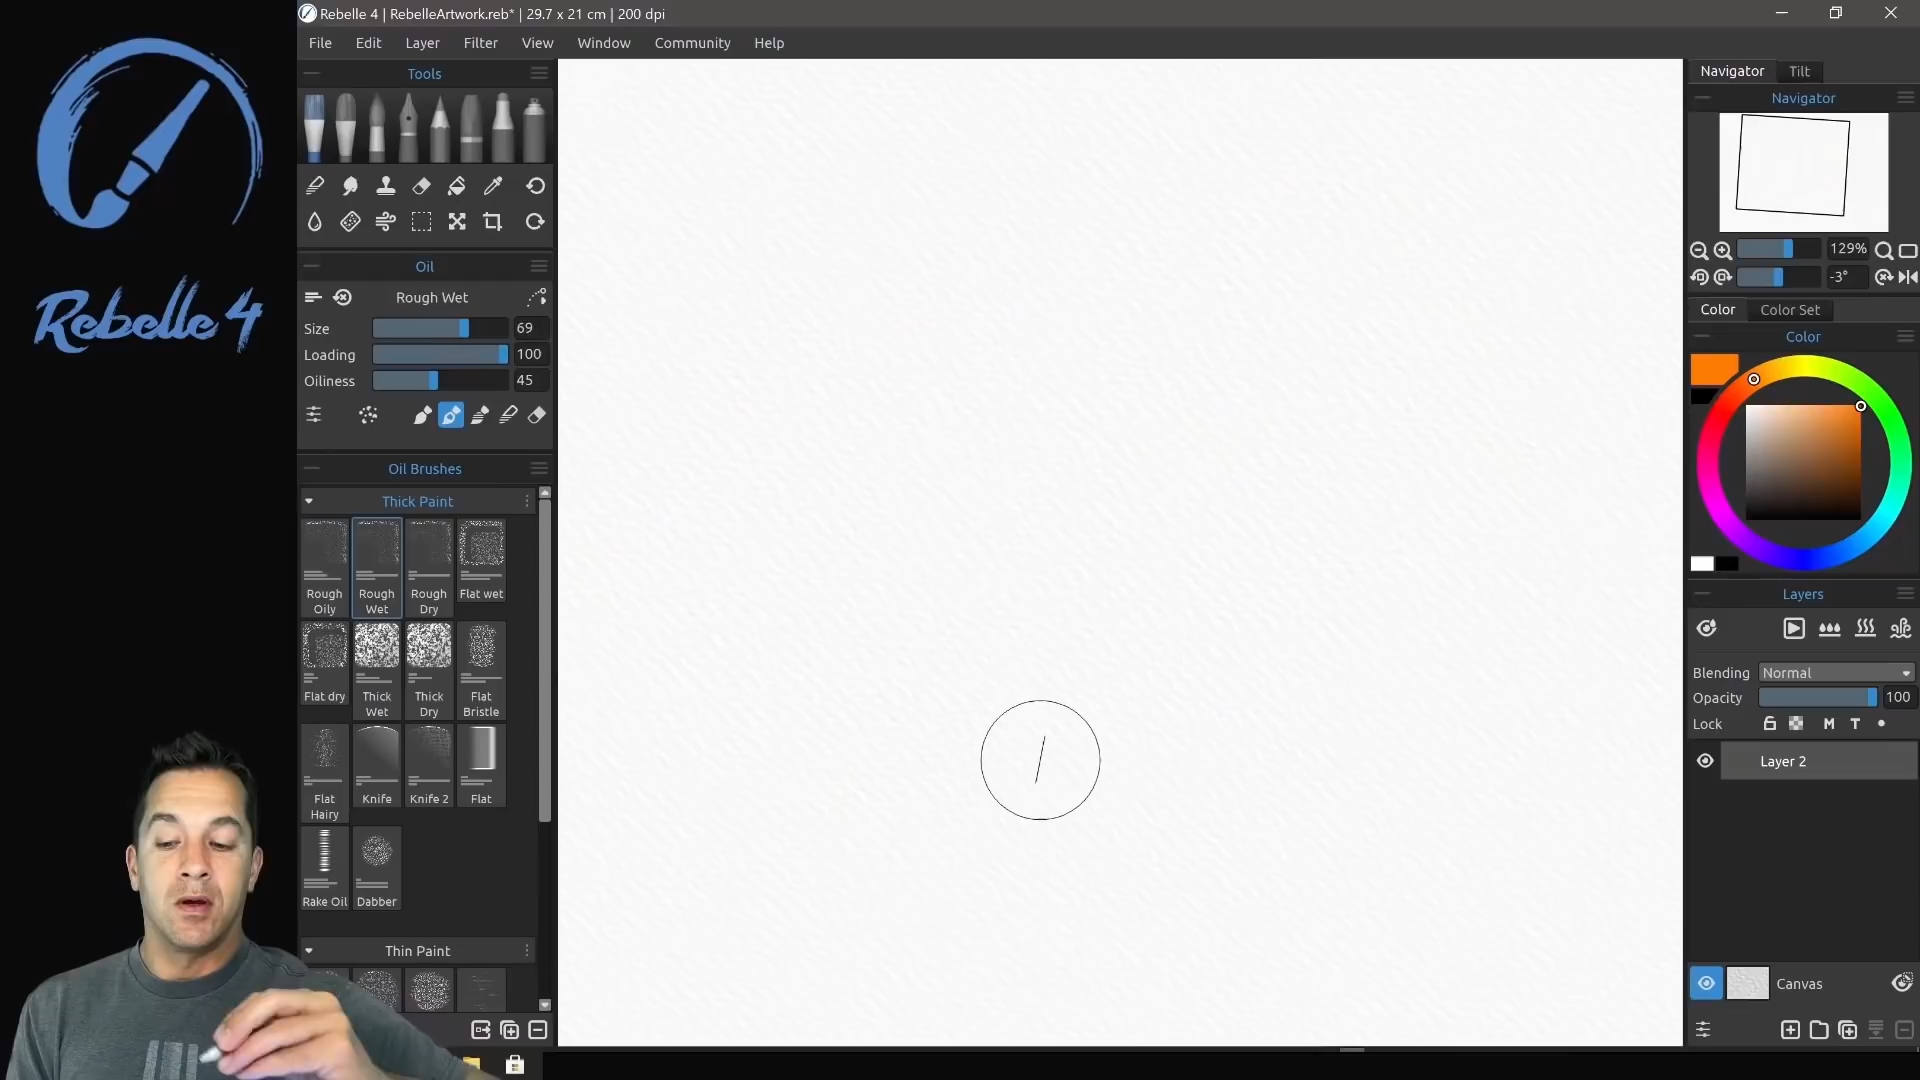 Rebelle 4
Rebelle 4 | RebelleArtwork.reb* | 29.7 x 21 cm | 200 dpi
File Edit Layer Filter View Window Community Help
Tools
Oil
Rough Wet
Size 69
Loading 100
Oiliness 45
Oil Brushes
Thick Paint
Rough Oily
Rough Wet
Rough Dry
Flat wet
Flat dry
Thick Wet
Thick Dry
Flat Bristle
Flat Hairy
Knife
Knife 2
Flat
Rake Oil
Dabber
Thin Paint
Navigator Tilt
Navigator
129%
-3°
Color Color Set
Color
Layers
Blending Normal
Opacity 100
Lock M T
Layer 2
Canvas